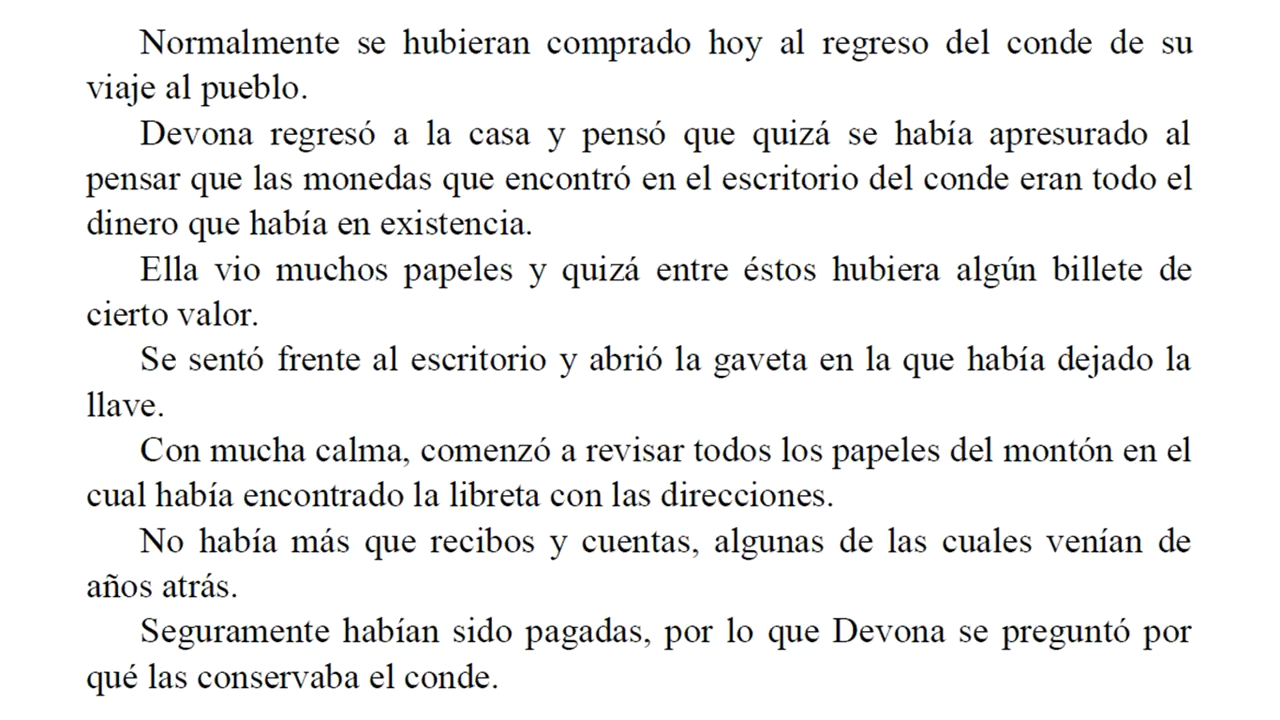 Normalmente se hubieran comprado hoy al regreso del conde de su
viaje al pueblo.
Devona regresó a la casa y pensó que quizá se había apresurado al
pensar que las monedas que encontró en el escritorio del conde eran todo el
dinero que había en existencia.
Ella vio muchos papeles y quizá entre éstos hubiera algún billete de
cierto valor.
Se sentó frente al escritorio y abrió la gaveta en la que había dejado la
llave.
Con mucha calma, comenzó a revisar todos los papeles del montón en el
cual había encontrado la libreta con las direcciones.
No había más que recibos y cuentas, algunas de las cuales venían de
años atrás.
Seguramente habían sido pagadas, por lo que Devona se preguntó por
qué las conservaba el conde.